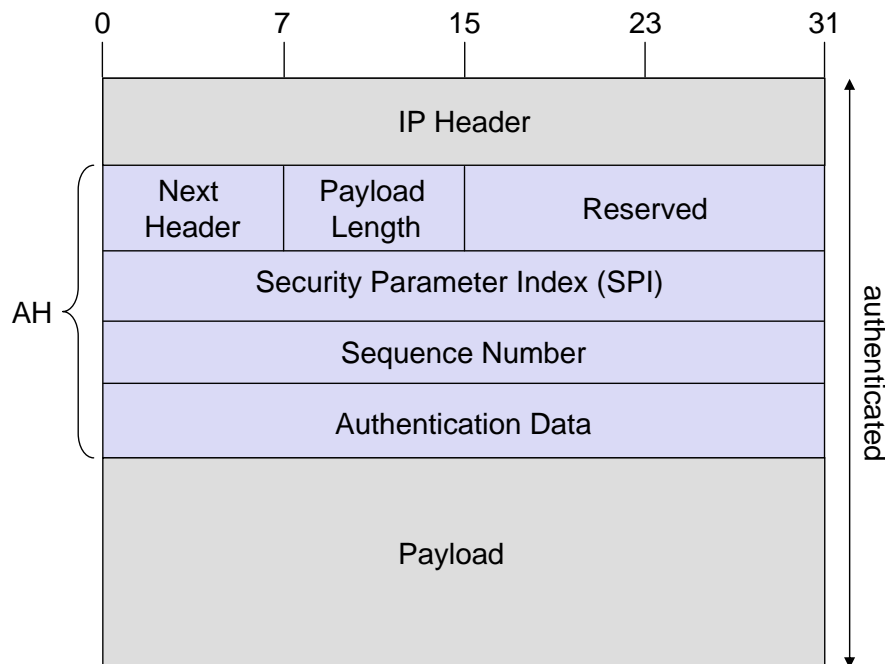 0 7 15 23 31
IP Header
Next
Header
Payload
Length
Reserved
AH
Security Parameter Index (SPI)
Sequence Number
Authentication Data
Payload
authenticated